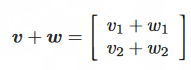 v + w = [ v₁ + w₁
v₂ + w₂ ]